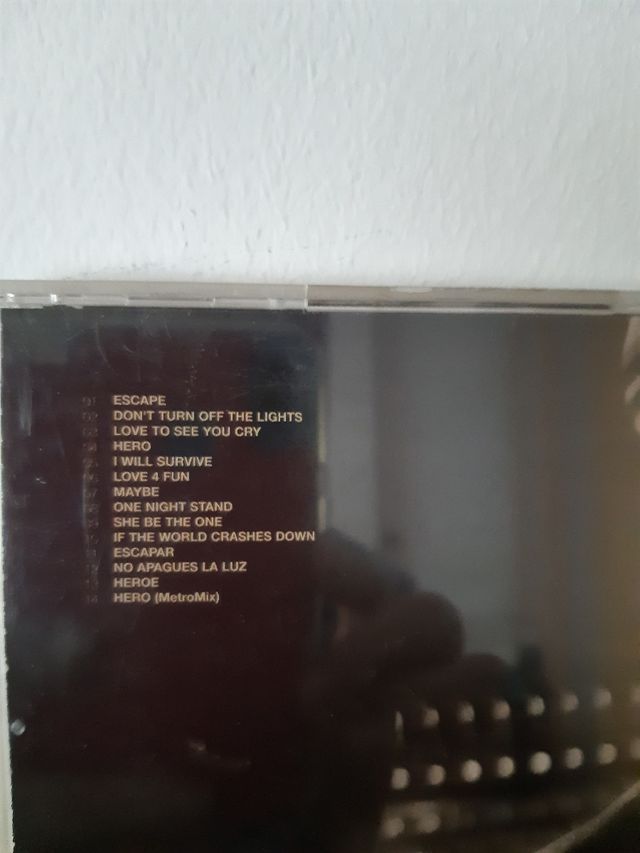 01 ESCAPE
02 DON'T TURN OFF THE LIGHTS
03 LOVE TO SEE YOU CRY
04 HERO
05 I WILL SURVIVE
06 LOVE 4 FUN
07 MAYBE
08 ONE NIGHT STAND
09 SHE BE THE ONE
10 IF THE WORLD CRASHES DOWN
11 ESCAPAR
12 NO APAGUES LA LUZ
13 HEROE
14 HERO (MetroMix)